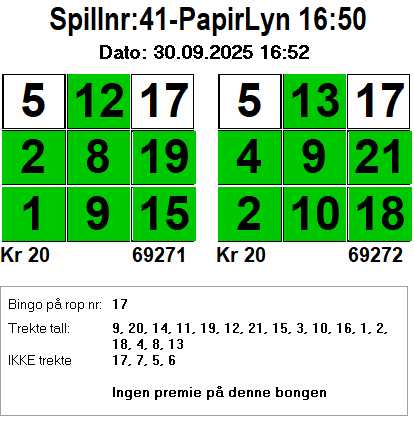 Spillnr:41-PapirLyn 16:50
Dato: 30.09.2025 16:52
5 12 17 5 13 17
2 8 19 4 9 21
1 9 15 2 10 18
Kr 20 69271 Kr 20 69272
Bingo på rop nr: 17
Trekte tall: 9, 20, 14, 11, 19, 12, 21, 15, 3, 10, 16, 1, 2,
18, 4, 8, 13
IKKE trekte 17, 7, 5, 6
Ingen premie på denne bongen